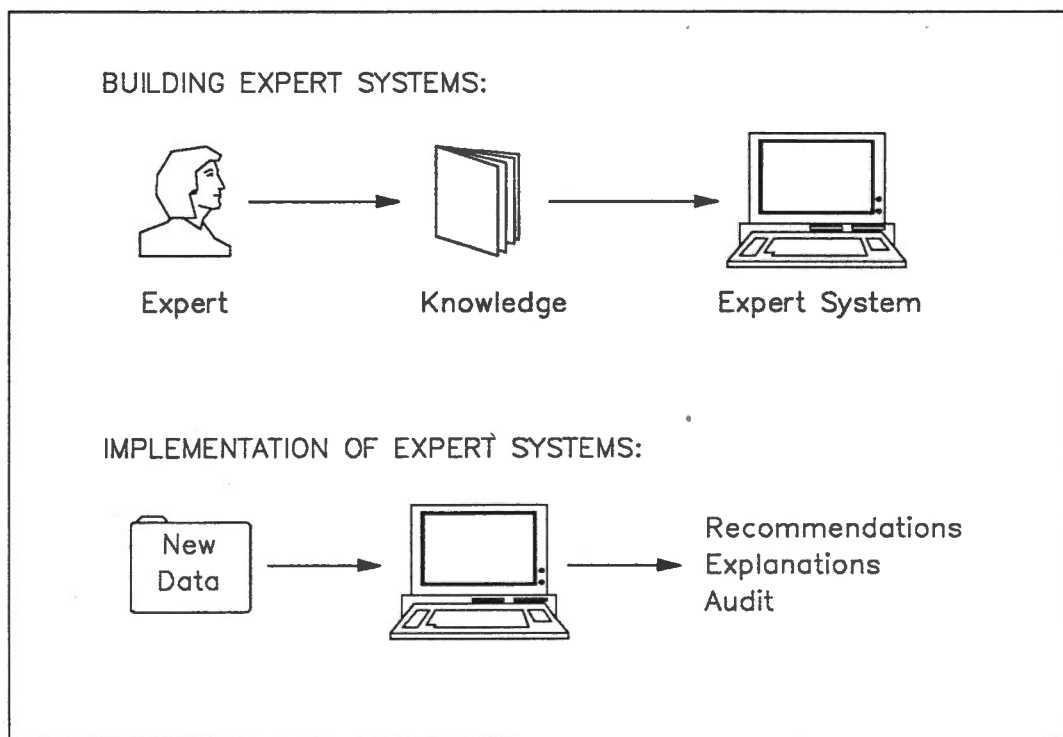 BUILDING EXPERT SYSTEMS:
Expert
Knowledge
Expert System
IMPLEMENTATION OF EXPERT SYSTEMS:
New
Data
Recommendations
Explanations
Audit